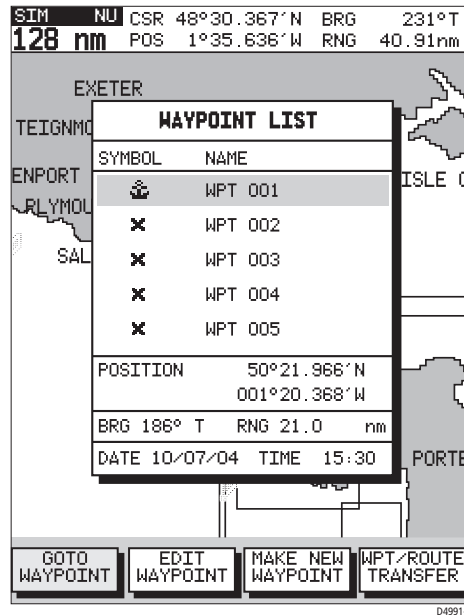 SIM NU CSR 48°30.367'N BRG 231°T
128 nm POS 1°35.636'W RNG 40.91nm
EXETER
TEIGNMO
ENPORT
PLYMOU
SAL
ISLE
PORTE
WAYPOINT LIST
SYMBOL NAME
WPT 001
WPT 002
WPT 003
WPT 004
WPT 005
POSITION 50°21.966'N
001°20.368'W
BRG 186° T RNG 21.0 nm
DATE 10/07/04 TIME 15:30
GOTO WAYPOINT
EDIT WAYPOINT
MAKE NEW WAYPOINT
WPT/ROUTE TRANSFER
D4991